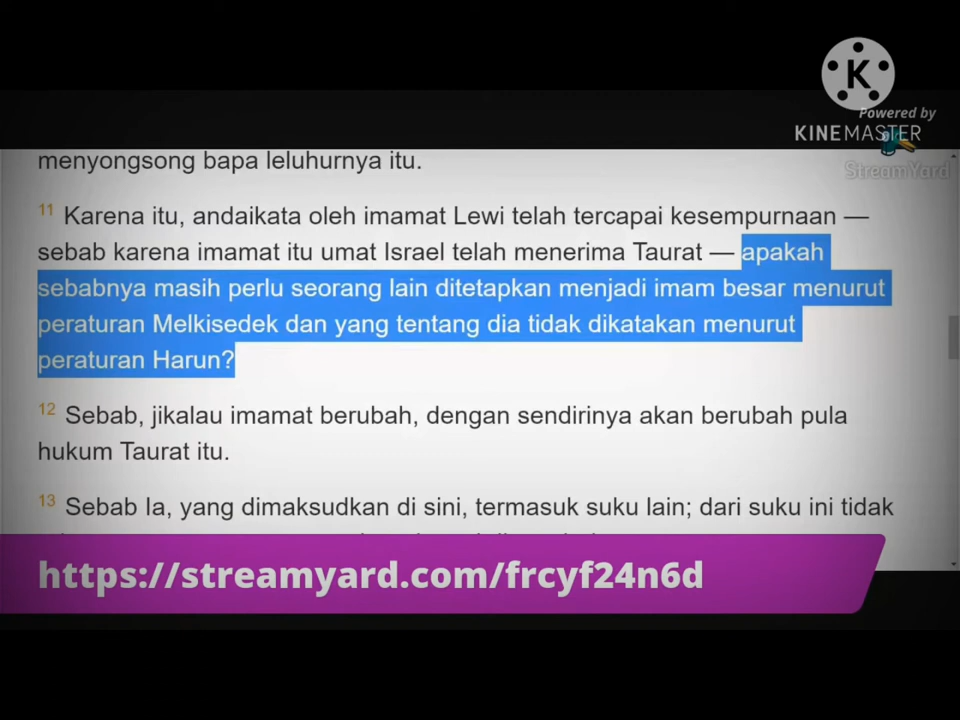 K
Powered by
KINEMASTER
StreamYard
menyongsong bapa leluhurnya itu.
11 Karena itu, andaikata oleh imamat Lewi telah tercapai kesempurnaan —
sebab karena imamat itu umat Israel telah menerima Taurat — apakah
sebabnya masih perlu seorang lain ditetapkan menjadi imam besar menurut
peraturan Melkisedek dan yang tentang dia tidak dikatakan menurut
peraturan Harun?
12 Sebab, jikalau imamat berubah, dengan sendirinya akan berubah pula
hukum Taurat itu.
13 Sebab Ia, yang dimaksudkan di sini, termasuk suku lain; dari suku ini tidak
https://streamyard.com/frcyf24n6d